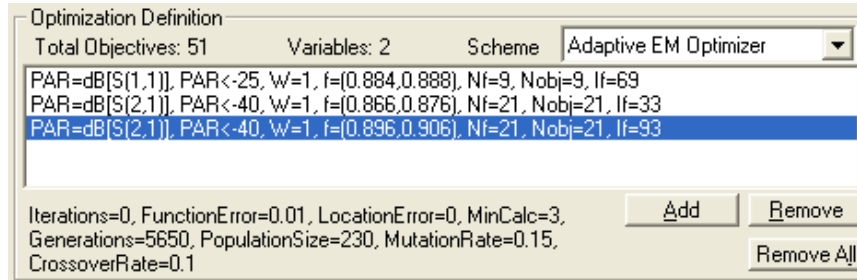 Optimization Definition
Total Objectives: 51 Variables: 2 Scheme Adaptive EM Optimizer
PAR=dB[S(1,1)], PAR<-25, W=1, f=(0.884,0.888), Nf=9, Nobj=9, If=69
PAR=dB[S(2,1)], PAR<-40, W=1, f=(0.866,0.876), Nf=21, Nobj=21, If=33
PAR=dB[S(2,1)], PAR<-40, W=1, f=(0.896,0.906), Nf=21, Nobj=21, If=93
Iterations=0, FunctionError=0.01, LocationError=0, MinCalc=3,
Generations=5650, PopulationSize=230, MutationRate=0.15,
CrossoverRate=0.1
Add Remove
Remove All